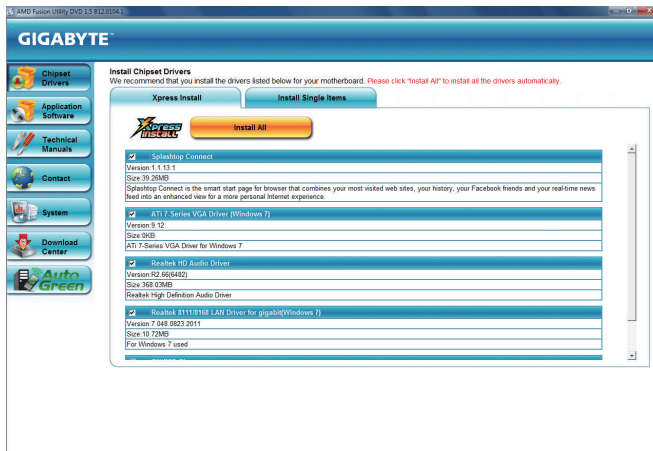 AMD Fusion Utility DVD 1.5 B12.0104.1
GIGABYTE™
Chipset
Drivers
Application
Software
Technical
Manuals
Contact
System
Download
Center
Auto
Green
Install Chipset Drivers
We recommend that you install the drivers listed below for your motherboard. Please click "Install All" to install all the drivers automatically.
Xpress Install
Install Single Items
Xpress
Install
Install All
Splashtop Connect
Version:1.1.13.1
Size:39.26MB
Splashtop Connect is the smart start page for browser that combines your most visited web sites, your history, your Facebook friends and your real-time news
feed into an enhanced view for a more personal Internet experience.
ATi 7-Series VGA Driver (Windows 7)
Version:9.12
Size:0KB
ATi 7-Series VGA Driver for Windows 7
Realtek HD Audio Driver
Version:R2.66(6482)
Size:368.03MB
Realtek High Definition Audio Driver
Realtek 8111/8168 LAN Driver for gigabit(Windows 7)
Version:7.048.0823.2011
Size:10.72MB
For Windows 7 used